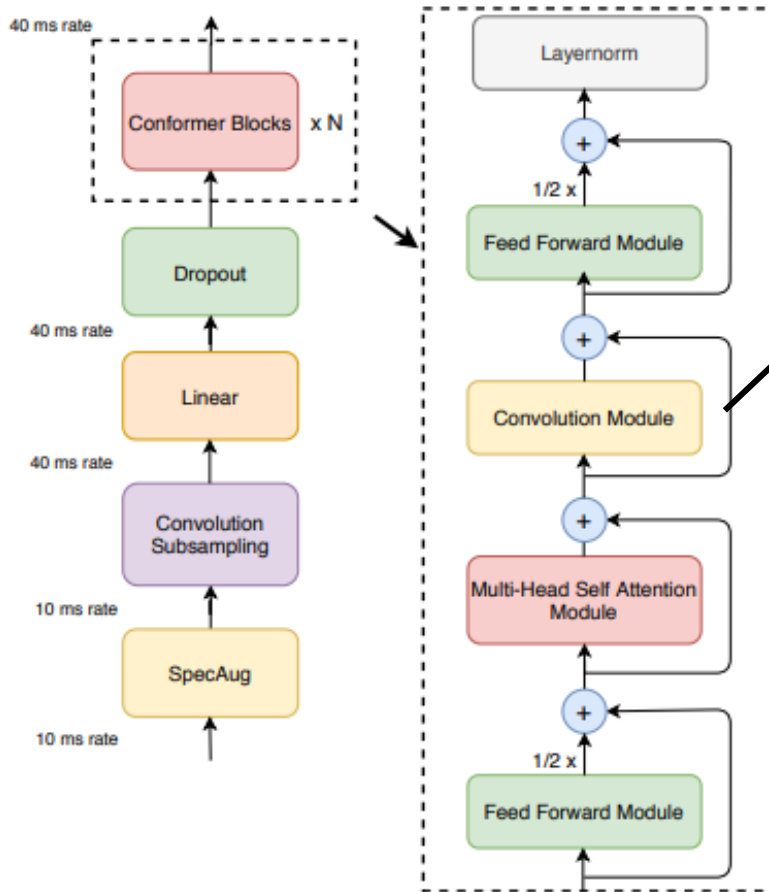 40 ms rate
Conformer Blocks
x N
Dropout
40 ms rate
Linear
40 ms rate
Convolution
Subsampling
10 ms rate
SpecAug
10 ms rate
Layernorm
+
1/2 x
Feed Forward Module
+
Convolution Module
+
Multi-Head Self Attention
Module
+
1/2 x
Feed Forward Module